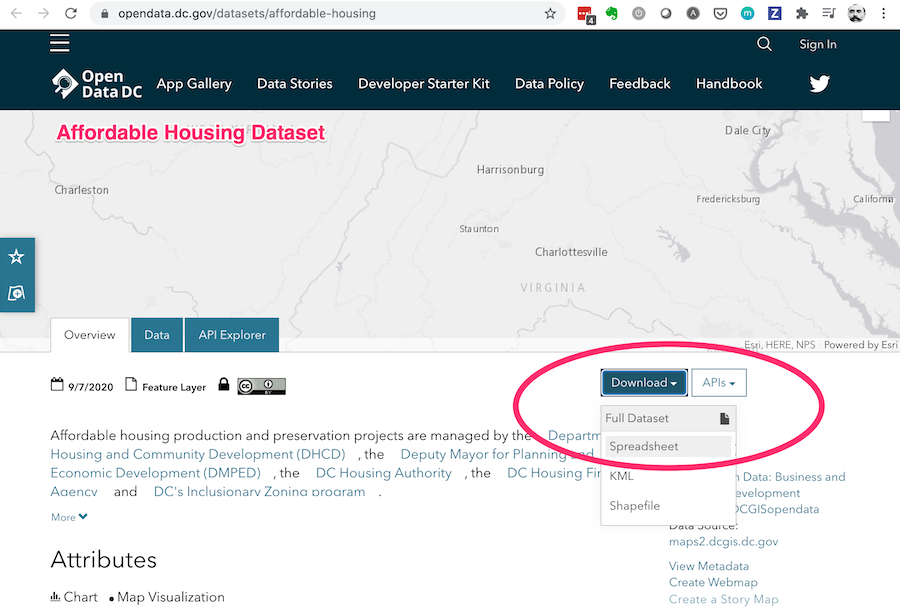 opendata.dc.gov/datasets/affordable-housing
4
m
Z
A
Sign In
Open
Data DC
App Gallery
Data Stories
Developer Starter Kit
Data Policy
Feedback
Handbook
Affordable Housing Dataset
Dale City
Harrisonburg
Charleston
Fredericksburg
California
Staunton
Charlottesville
VIRGINIA
Overview
Data
API Explorer
Esri, HERE, NPS
Powered by Esri
9/7/2020
Feature Layer
cc
BY
Download
APIs
Full Dataset
Spreadsheet
KML
Shapefile
Affordable housing production and preservation projects are managed by the Departm
Housing and Community Development (DHCD) , the Deputy Mayor for Planning and
Economic Development (DMPED) , the DC Housing Authority , the DC Housing Fin
Agency and DC's Inclusionary Zoning program .
More
Data: Business and
evelopment
DCGISopendata
Data Source:
maps2.dcgis.dc.gov
View Metadata
Create Webmap
Create a Story Map
Attributes
Chart
Map Visualization